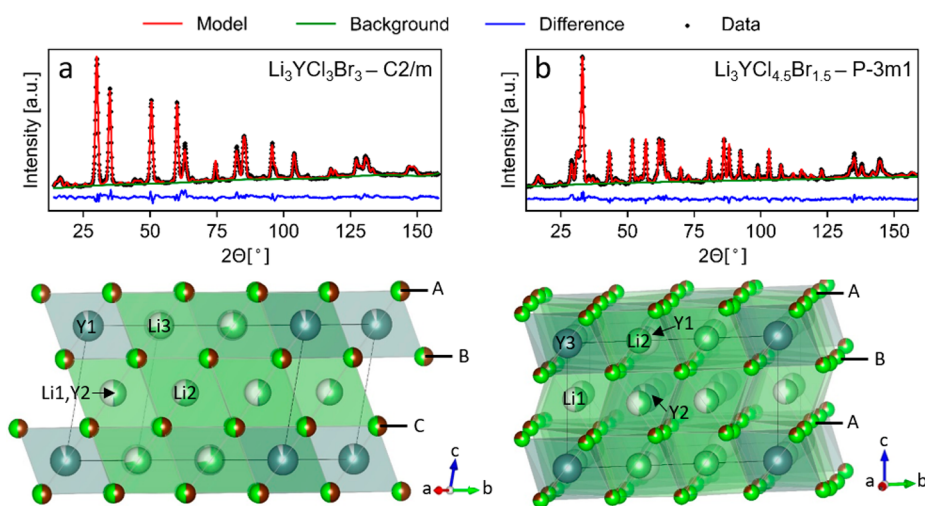 Model Background Difference Data
a Li₃YCl₃Br₃ – C2/m
Intensity [a.u.]
25 50 75 100 125 150
2Θ[°]
b Li₃YCl₄.₅Br₁.₅ – P-3m1
Intensity [a.u.]
25 50 75 100 125 150
2Θ[°]
A
Y1 Li3
B
Li1,Y2 Li2
C
c
a b
A
Y3 Li2 Y1
B
Li1
Y2
A
c
a b